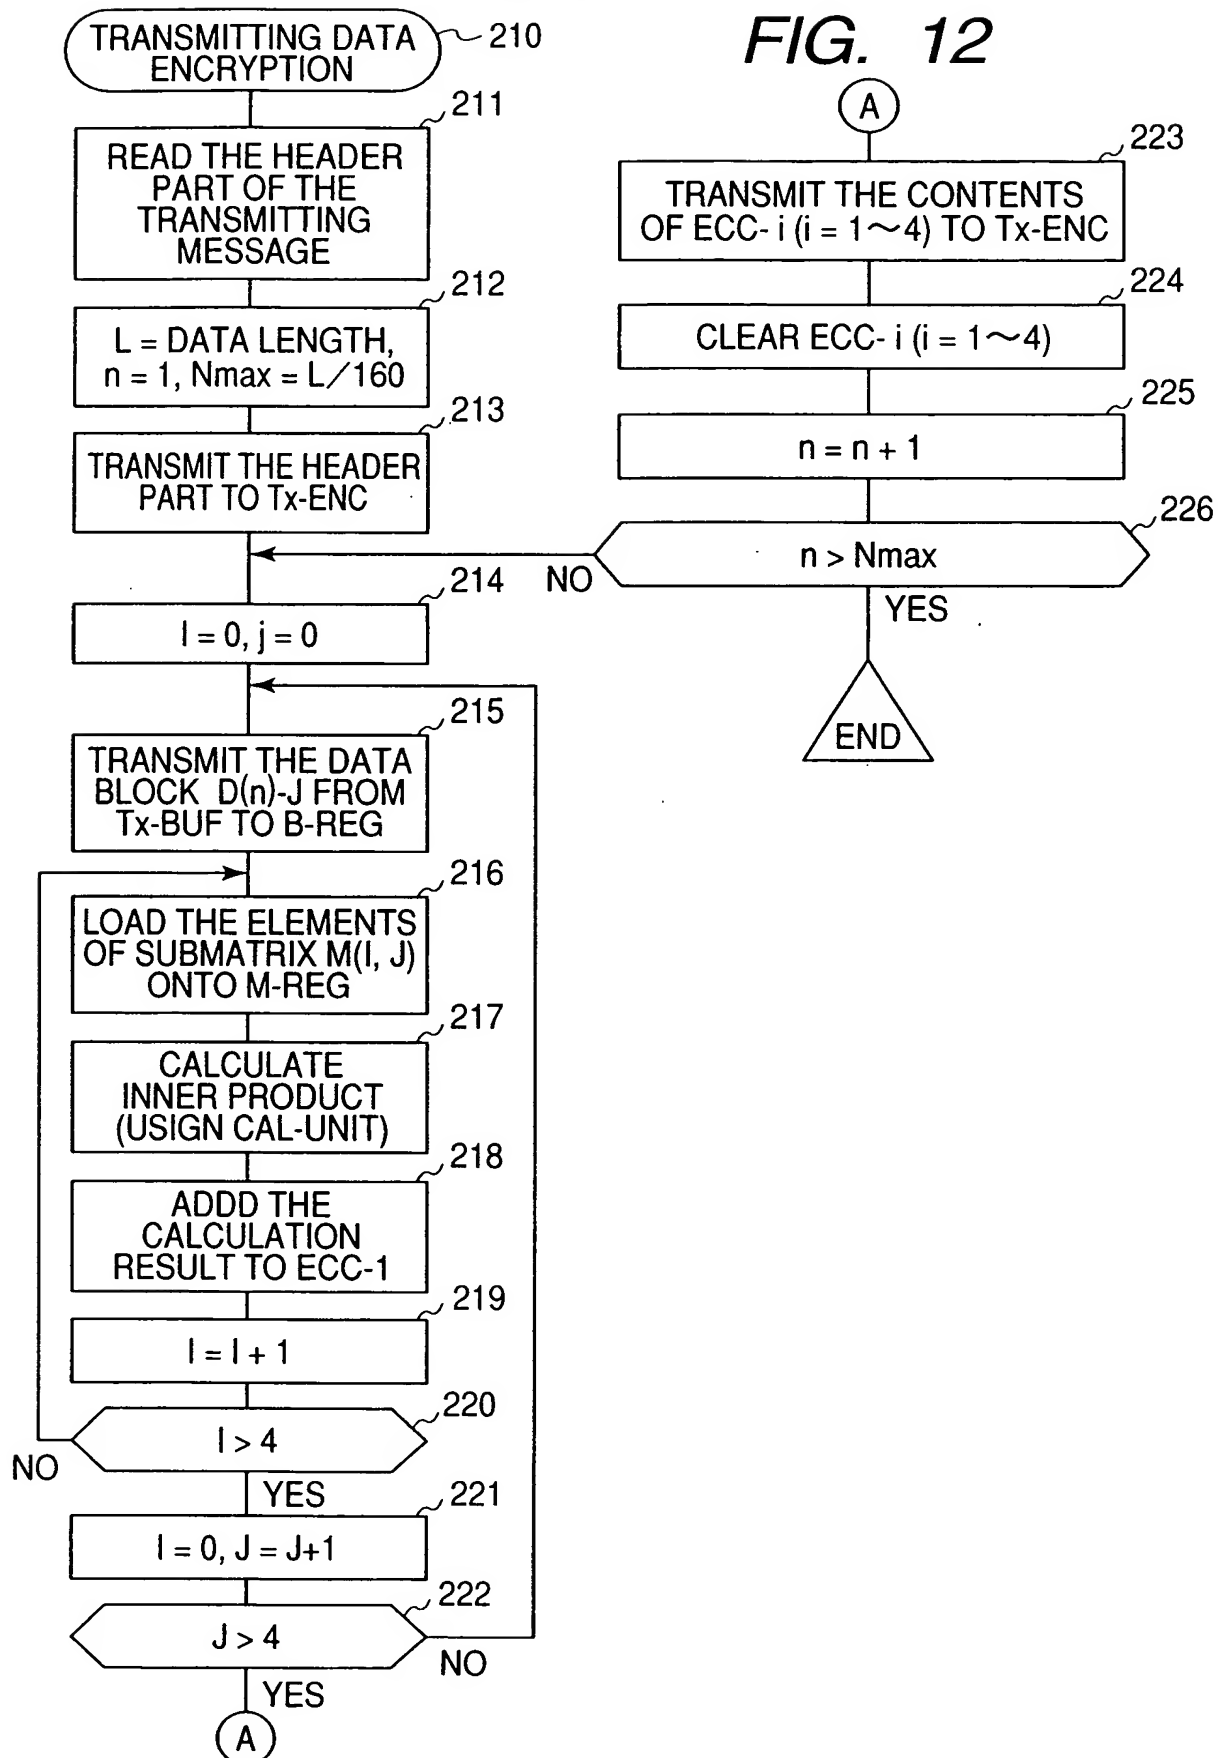 FIG. 12
TRANSMITTING DATA
ENCRYPTION
210
211
READ THE HEADER
PART OF THE
TRANSMITTING
MESSAGE
212
L = DATA LENGTH,
n = 1, Nmax = L/160
213
TRANSMIT THE HEADER
PART TO Tx-ENC
214
I = 0, j = 0
215
TRANSMIT THE DATA
BLOCK D(n)-J FROM
Tx-BUF TO B-REG
216
LOAD THE ELEMENTS
OF SUBMATRIX M(I, J)
ONTO M-REG
217
CALCULATE
INNER PRODUCT
(USIGN CAL-UNIT)
218
ADDD THE
CALCULATION
RESULT TO ECC-1
219
I = I + 1
220
I > 4
NO
YES
221
I = 0, J = J+1
222
J > 4
NO
YES
A
A
223
TRANSMIT THE CONTENTS
OF ECC- i (i = 1~4) TO Tx-ENC
224
CLEAR ECC- i (i = 1~4)
225
n = n + 1
226
n > Nmax
NO
YES
END